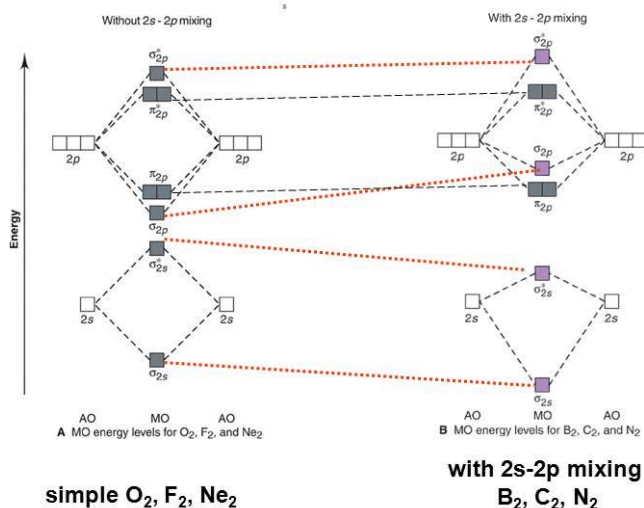 s
Without 2s - 2p mixing
With 2s - 2p mixing
σ*2p
σ*2p
π*2p
π*2p
2p
2p
2p
σ2p
2p
π2p
π2p
σ2p
Energy
σ*2s
σ*2s
2s
2s
2s
2s
σ2s
σ2s
AO MO AO
AO MO AO
A MO energy levels for O₂, F₂, and Ne₂
B MO energy levels for B₂, C₂, and N₂
simple O₂, F₂, Ne₂
with 2s-2p mixing
B₂, C₂, N₂